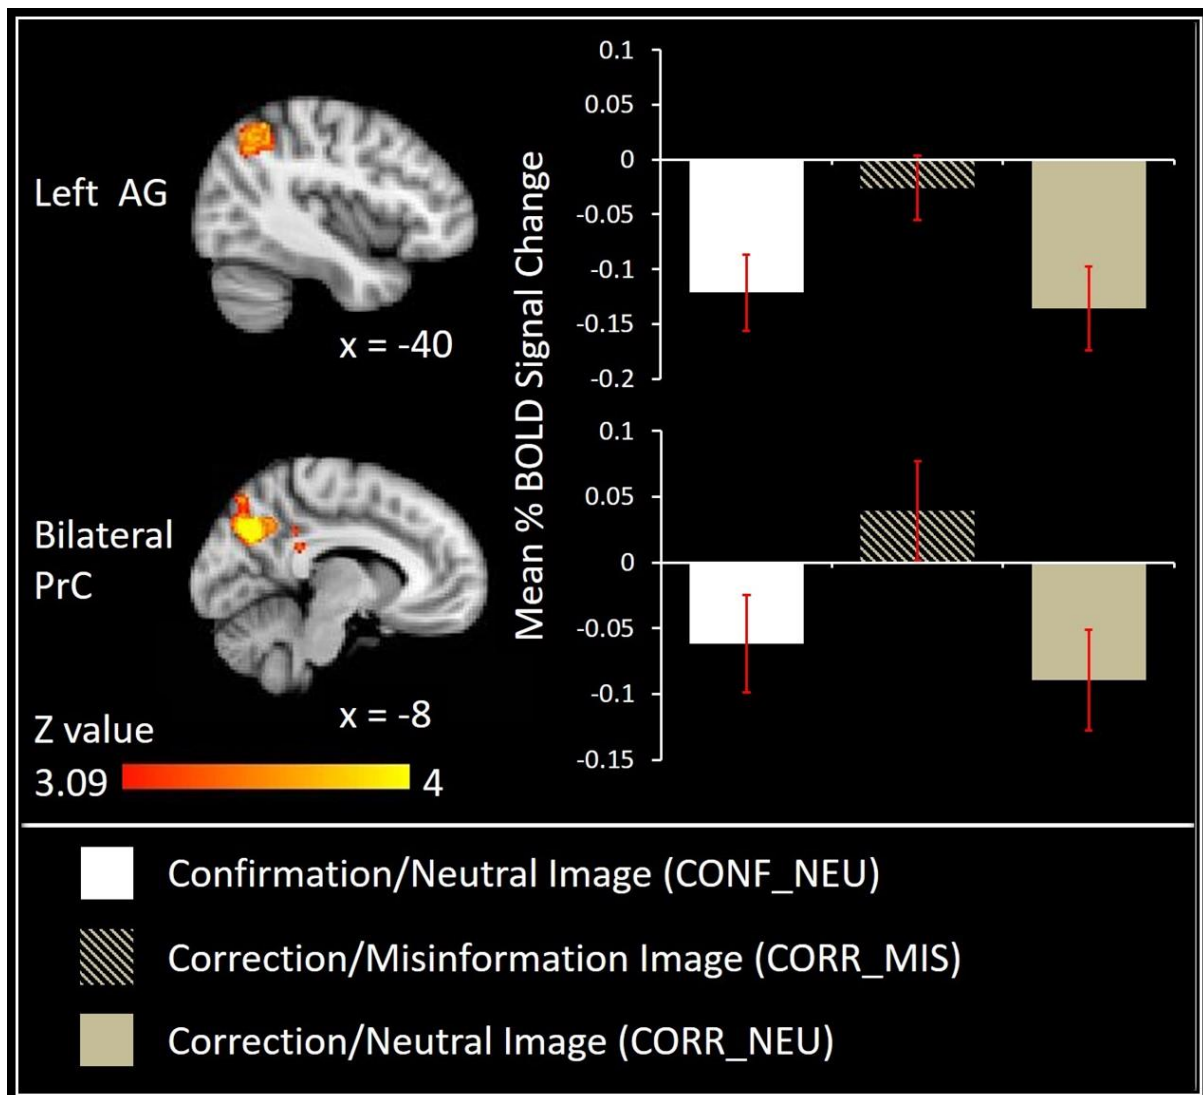 Left AG
x = -40
Bilateral
PrC
x = -8
Z value
3.09
4
Mean % BOLD Signal Change
0.1
0.05
0
-0.05
-0.1
-0.15
-0.2
0.1
0.05
0
-0.05
-0.1
-0.15
Confirmation/Neutral Image (CONF_NEU)
Correction/Misinformation Image (CORR_MIS)
Correction/Neutral Image (CORR_NEU)